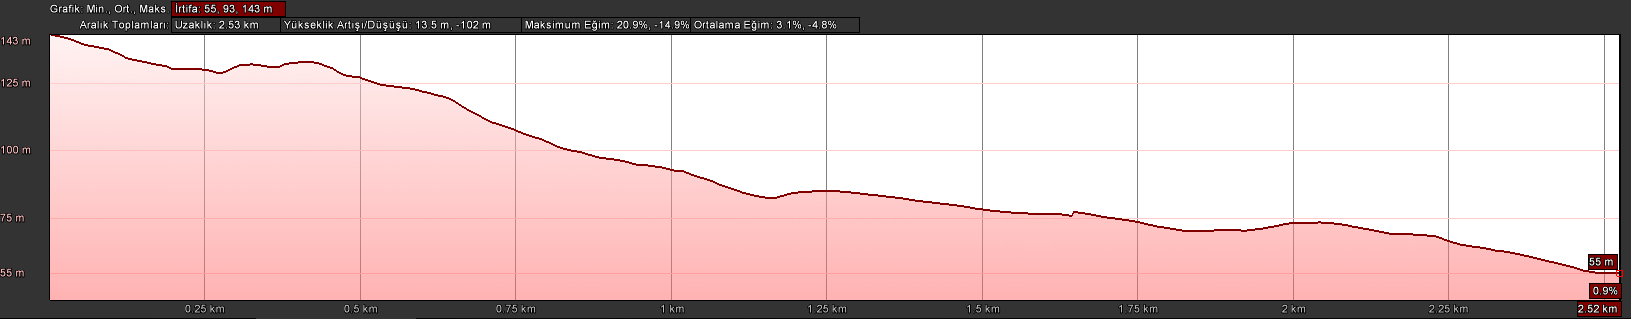 Grafik: Min., Ort., Maks İrtifa: 55, 93, 143 m
Aralık Toplamları: Uzaklık: 2.53 km Yükseklik Artışı/Düşüşü: 13.5 m, -102 m Maksimum Eğim: 20.9%, -14.9% Ortalama Eğim: 3.1%, -4.8%
143 m
125 m
100 m
75 m
55 m
55 m
0.9%
0.25 km 0.5 km 0.75 km 1 km 1.25 km 1.5 km 1.75 km 2 km 2.25 km 2.52 km